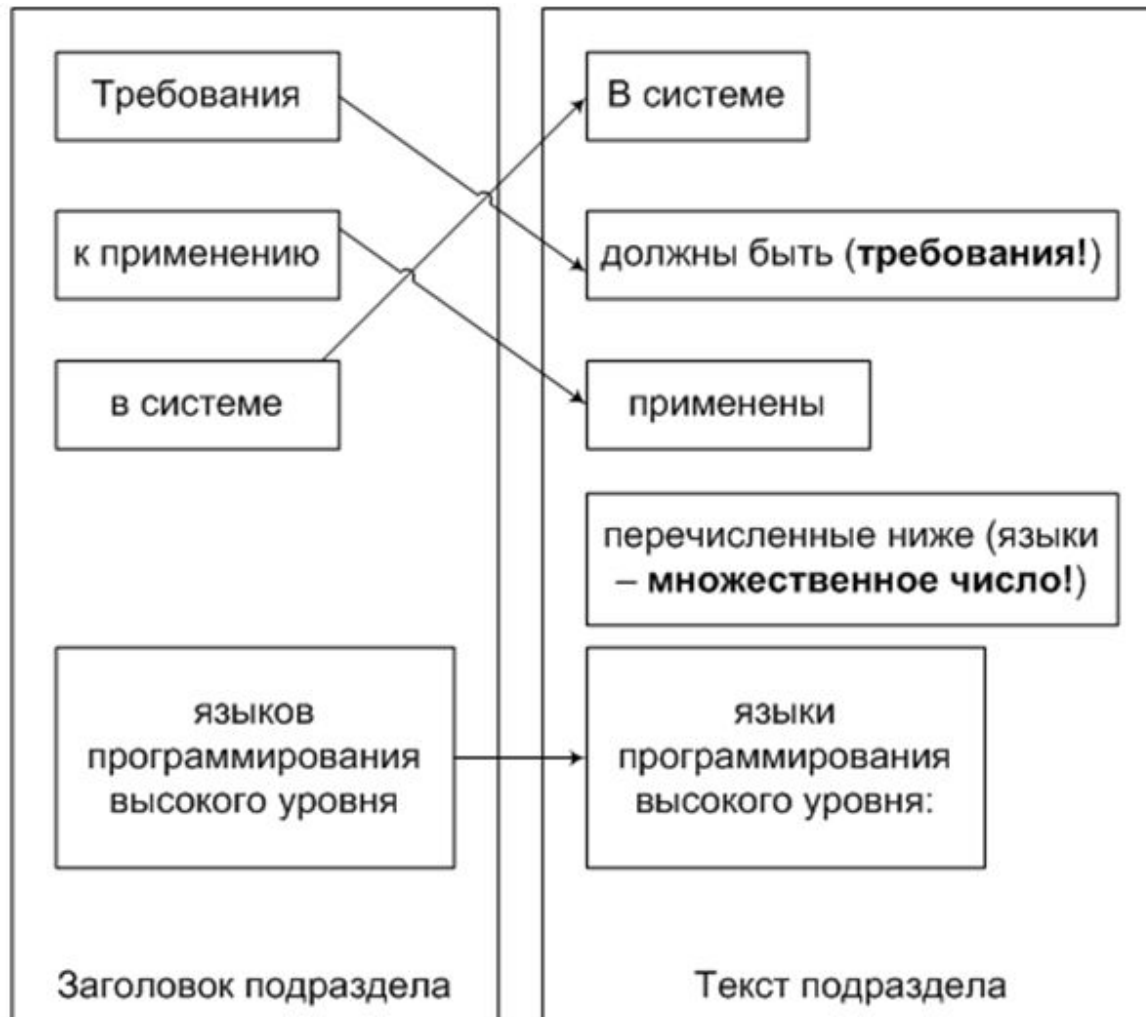 Требования
к применению
в системе
языков
программирования
высокого уровня
Заголовок подраздела
В системе
должны быть (требования!)
применены
перечисленные ниже (языки
– множественное число!)
языки
программирования
высокого уровня:
Текст подраздела